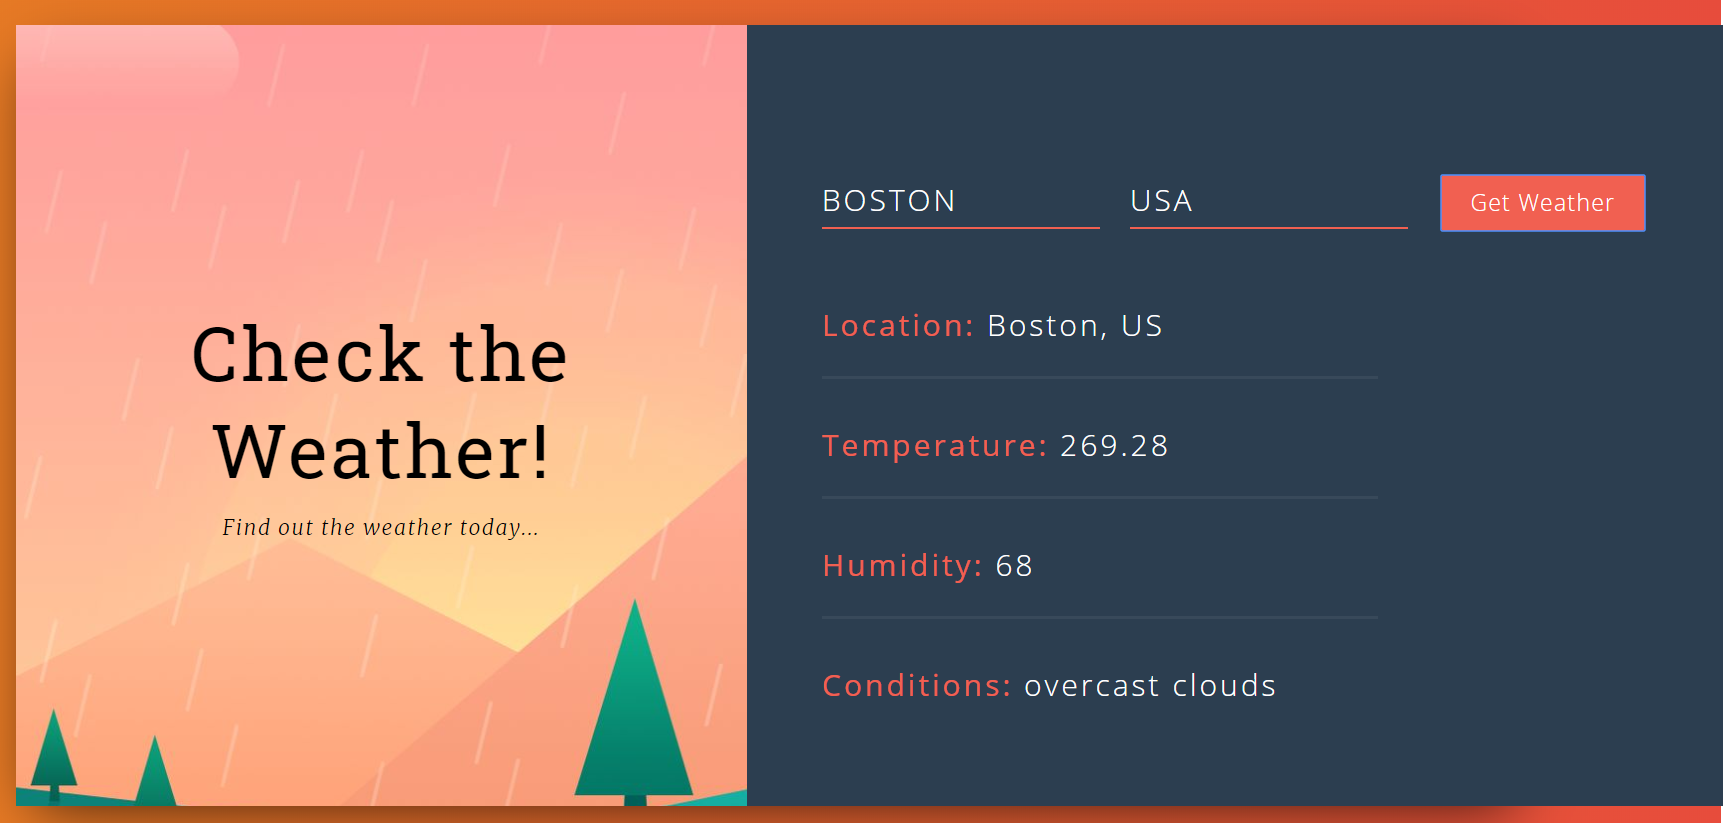 Check the
Weather!
Find out the weather today...
BOSTON USA Get Weather
Location: Boston, US
Temperature: 269.28
Humidity: 68
Conditions: overcast clouds